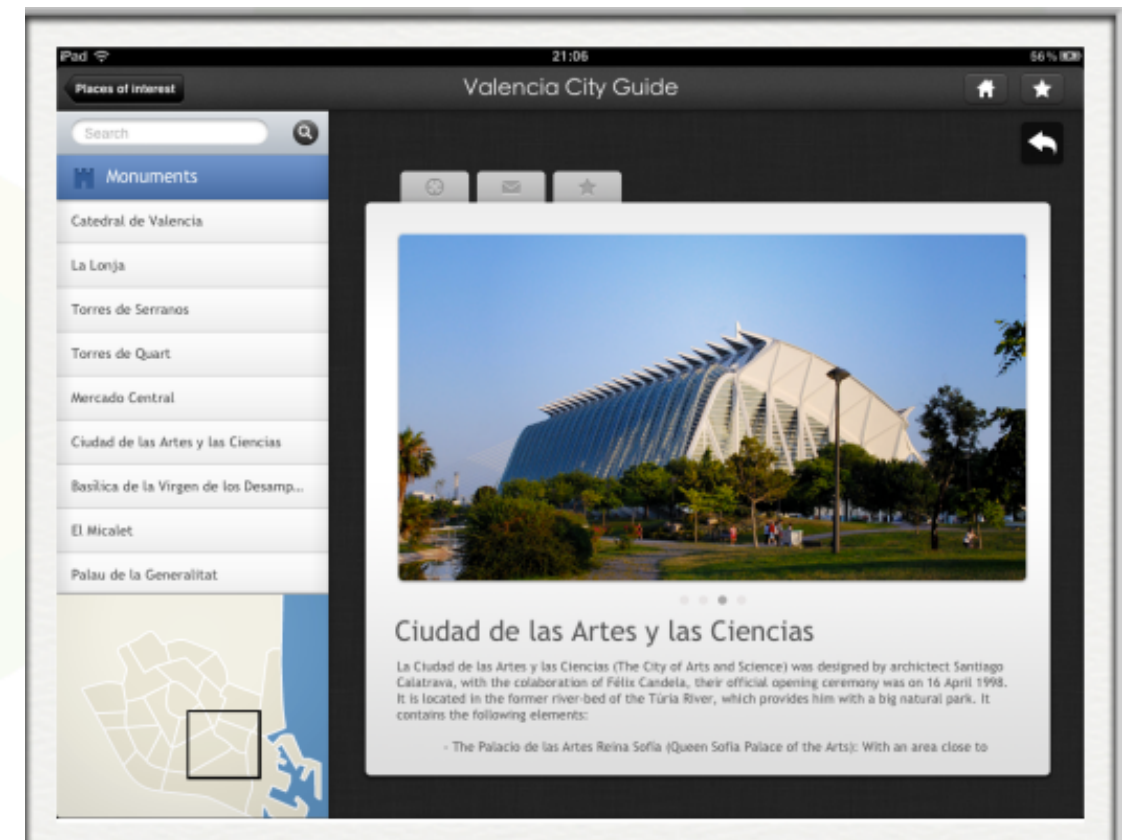 iPad
21:06
56%
Places of interest
Valencia City Guide
Search
Monuments
Catedral de Valencia
La Lonja
Torres de Serranos
Torres de Quart
Mercado Central
Ciudad de las Artes y las Ciencias
Basílica de la Virgen de los Desamp...
El Micalet
Palau de la Generalitat
Ciudad de las Artes y las Ciencias
La Ciudad de las Artes y las Ciencias (The City of Arts and Science) was designed by archictect Santiago
Calatrava, with the colaboration of Félix Candela, their official opening ceremony was on 16 April 1998.
It is located in the former river-bed of the Túria River, which provides him with a big natural park. It
contains the following elements:
- The Palacio de las Artes Reina Sofía (Queen Sofia Palace of the Arts): With an area close to